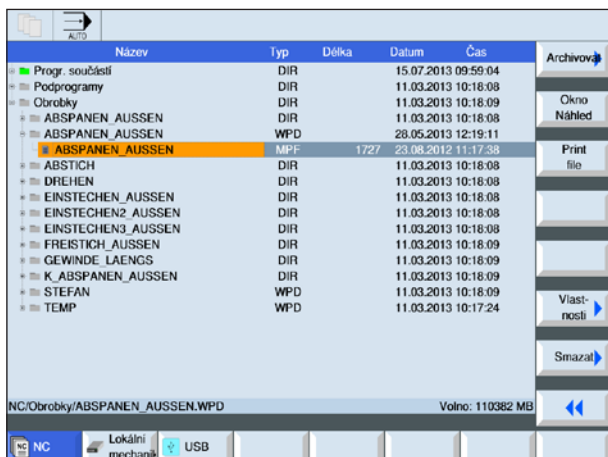 AUTO
Název Typ Délka Datum Čas
Progr. součástí DIR 15.07.2013 09:59:04
Podprogramy DIR 11.03.2013 10:18:08
Obrobky DIR 11.03.2013 10:18:09
ABSPANEN_AUSSEN DIR 11.03.2013 10:18:08
ABSPANEN_AUSSEN WPD 28.05.2013 12:19:11
ABSPANEN_AUSSEN MPF 1727 23.08.2012 11:17:38
ABSTICH DIR 11.03.2013 10:18:08
DREHEN DIR 11.03.2013 10:18:08
EINSTECHEN_AUSSEN DIR 11.03.2013 10:18:08
EINSTECHEN2_AUSSEN DIR 11.03.2013 10:18:08
EINSTECHEN3_AUSSEN DIR 11.03.2013 10:18:08
FREISTICH_AUSSEN DIR 11.03.2013 10:18:09
GEWINDE_LAENGS DIR 11.03.2013 10:18:09
K_ABSPANEN_AUSSEN DIR 11.03.2013 10:18:09
STEFAN WPD 11.03.2013 10:18:09
TEMP WPD 11.03.2013 10:17:24
NC/Obrobky/ABSPANEN_AUSSEN.WPD Volno: 110382 MB
Archivova
Okno
Náhled
Print
file
Vlast-
nosti
Smazat
NC NC
Lokální
mechanik
USB